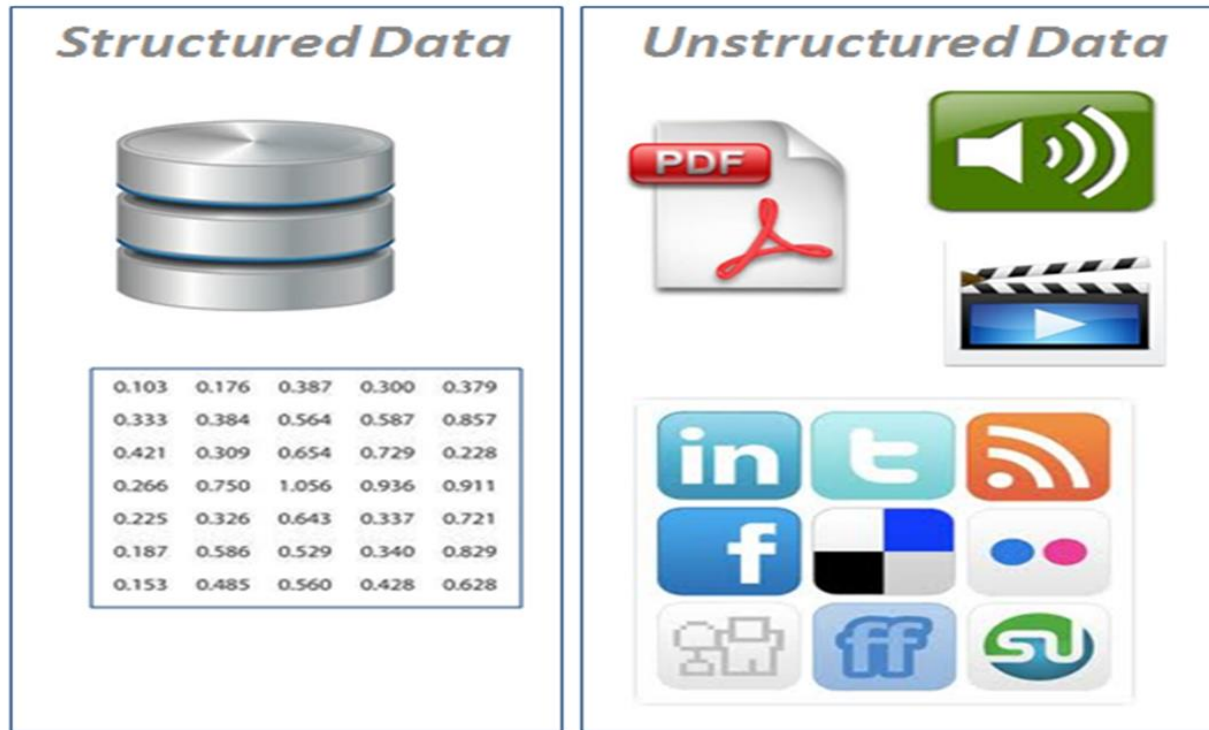 Structured Data
0.103 0.176 0.387 0.300 0.379
0.333 0.384 0.564 0.587 0.857
0.421 0.309 0.654 0.729 0.228
0.266 0.750 1.056 0.936 0.911
0.225 0.326 0.643 0.337 0.721
0.187 0.586 0.529 0.340 0.829
0.153 0.485 0.560 0.428 0.628
Unstructured Data
PDF
in t
f
ff su